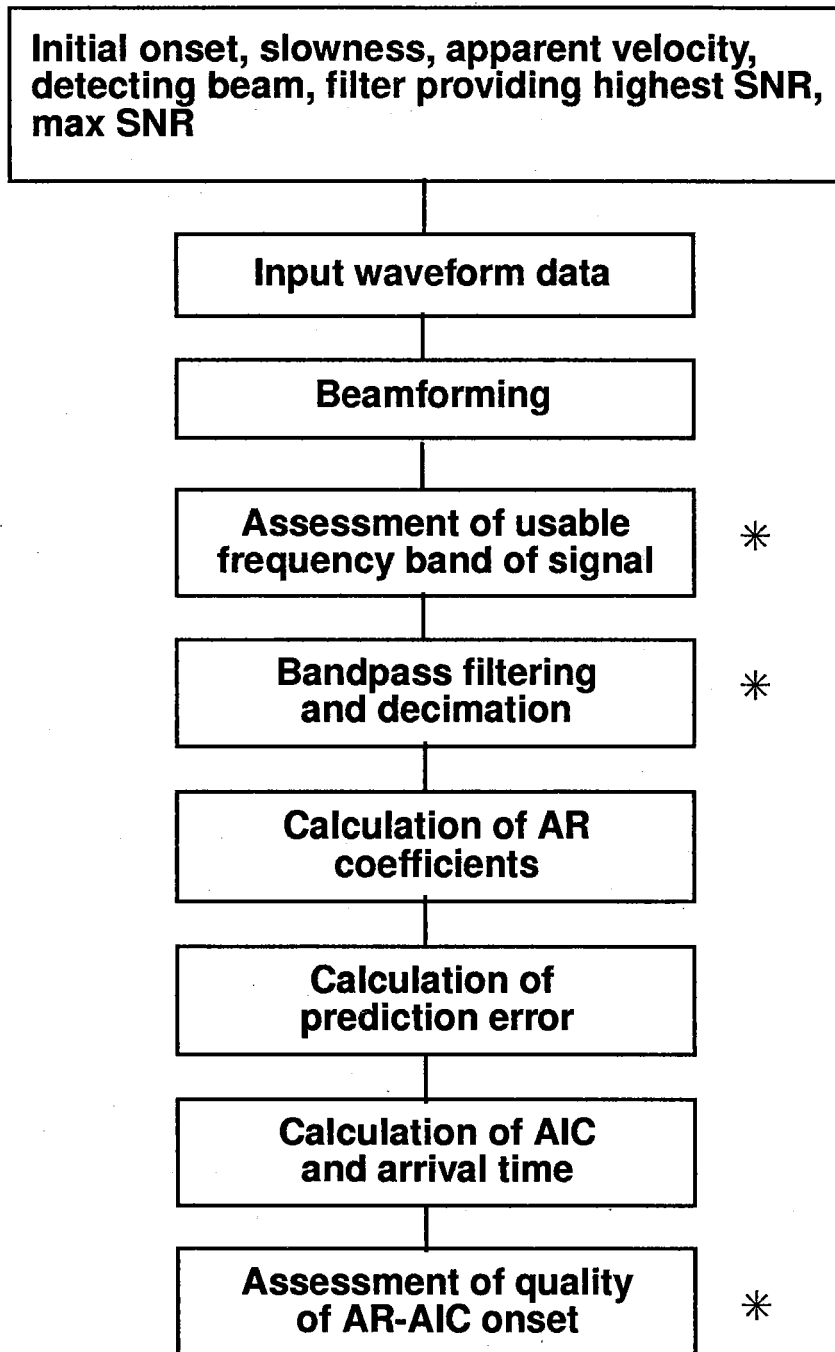 Initial onset, slowness, apparent velocity,
detecting beam, filter providing highest SNR,
max SNR
Input waveform data
Beamforming
Assessment of usable
frequency band of signal
*
Bandpass filtering
and decimation
*
Calculation of AR
coefficients
Calculation of
prediction error
Calculation of AIC
and arrival time
Assessment of quality
of AR-AIC onset
*